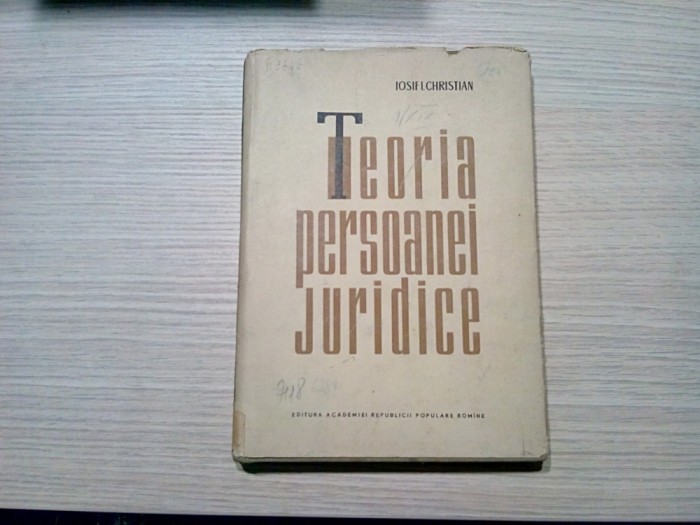 IOSIF I. CHRISTIAN
Teoria
persoanei
juridice
EDITURA ACADEMIEI REPUBLICII POPULARE ROMÎNE